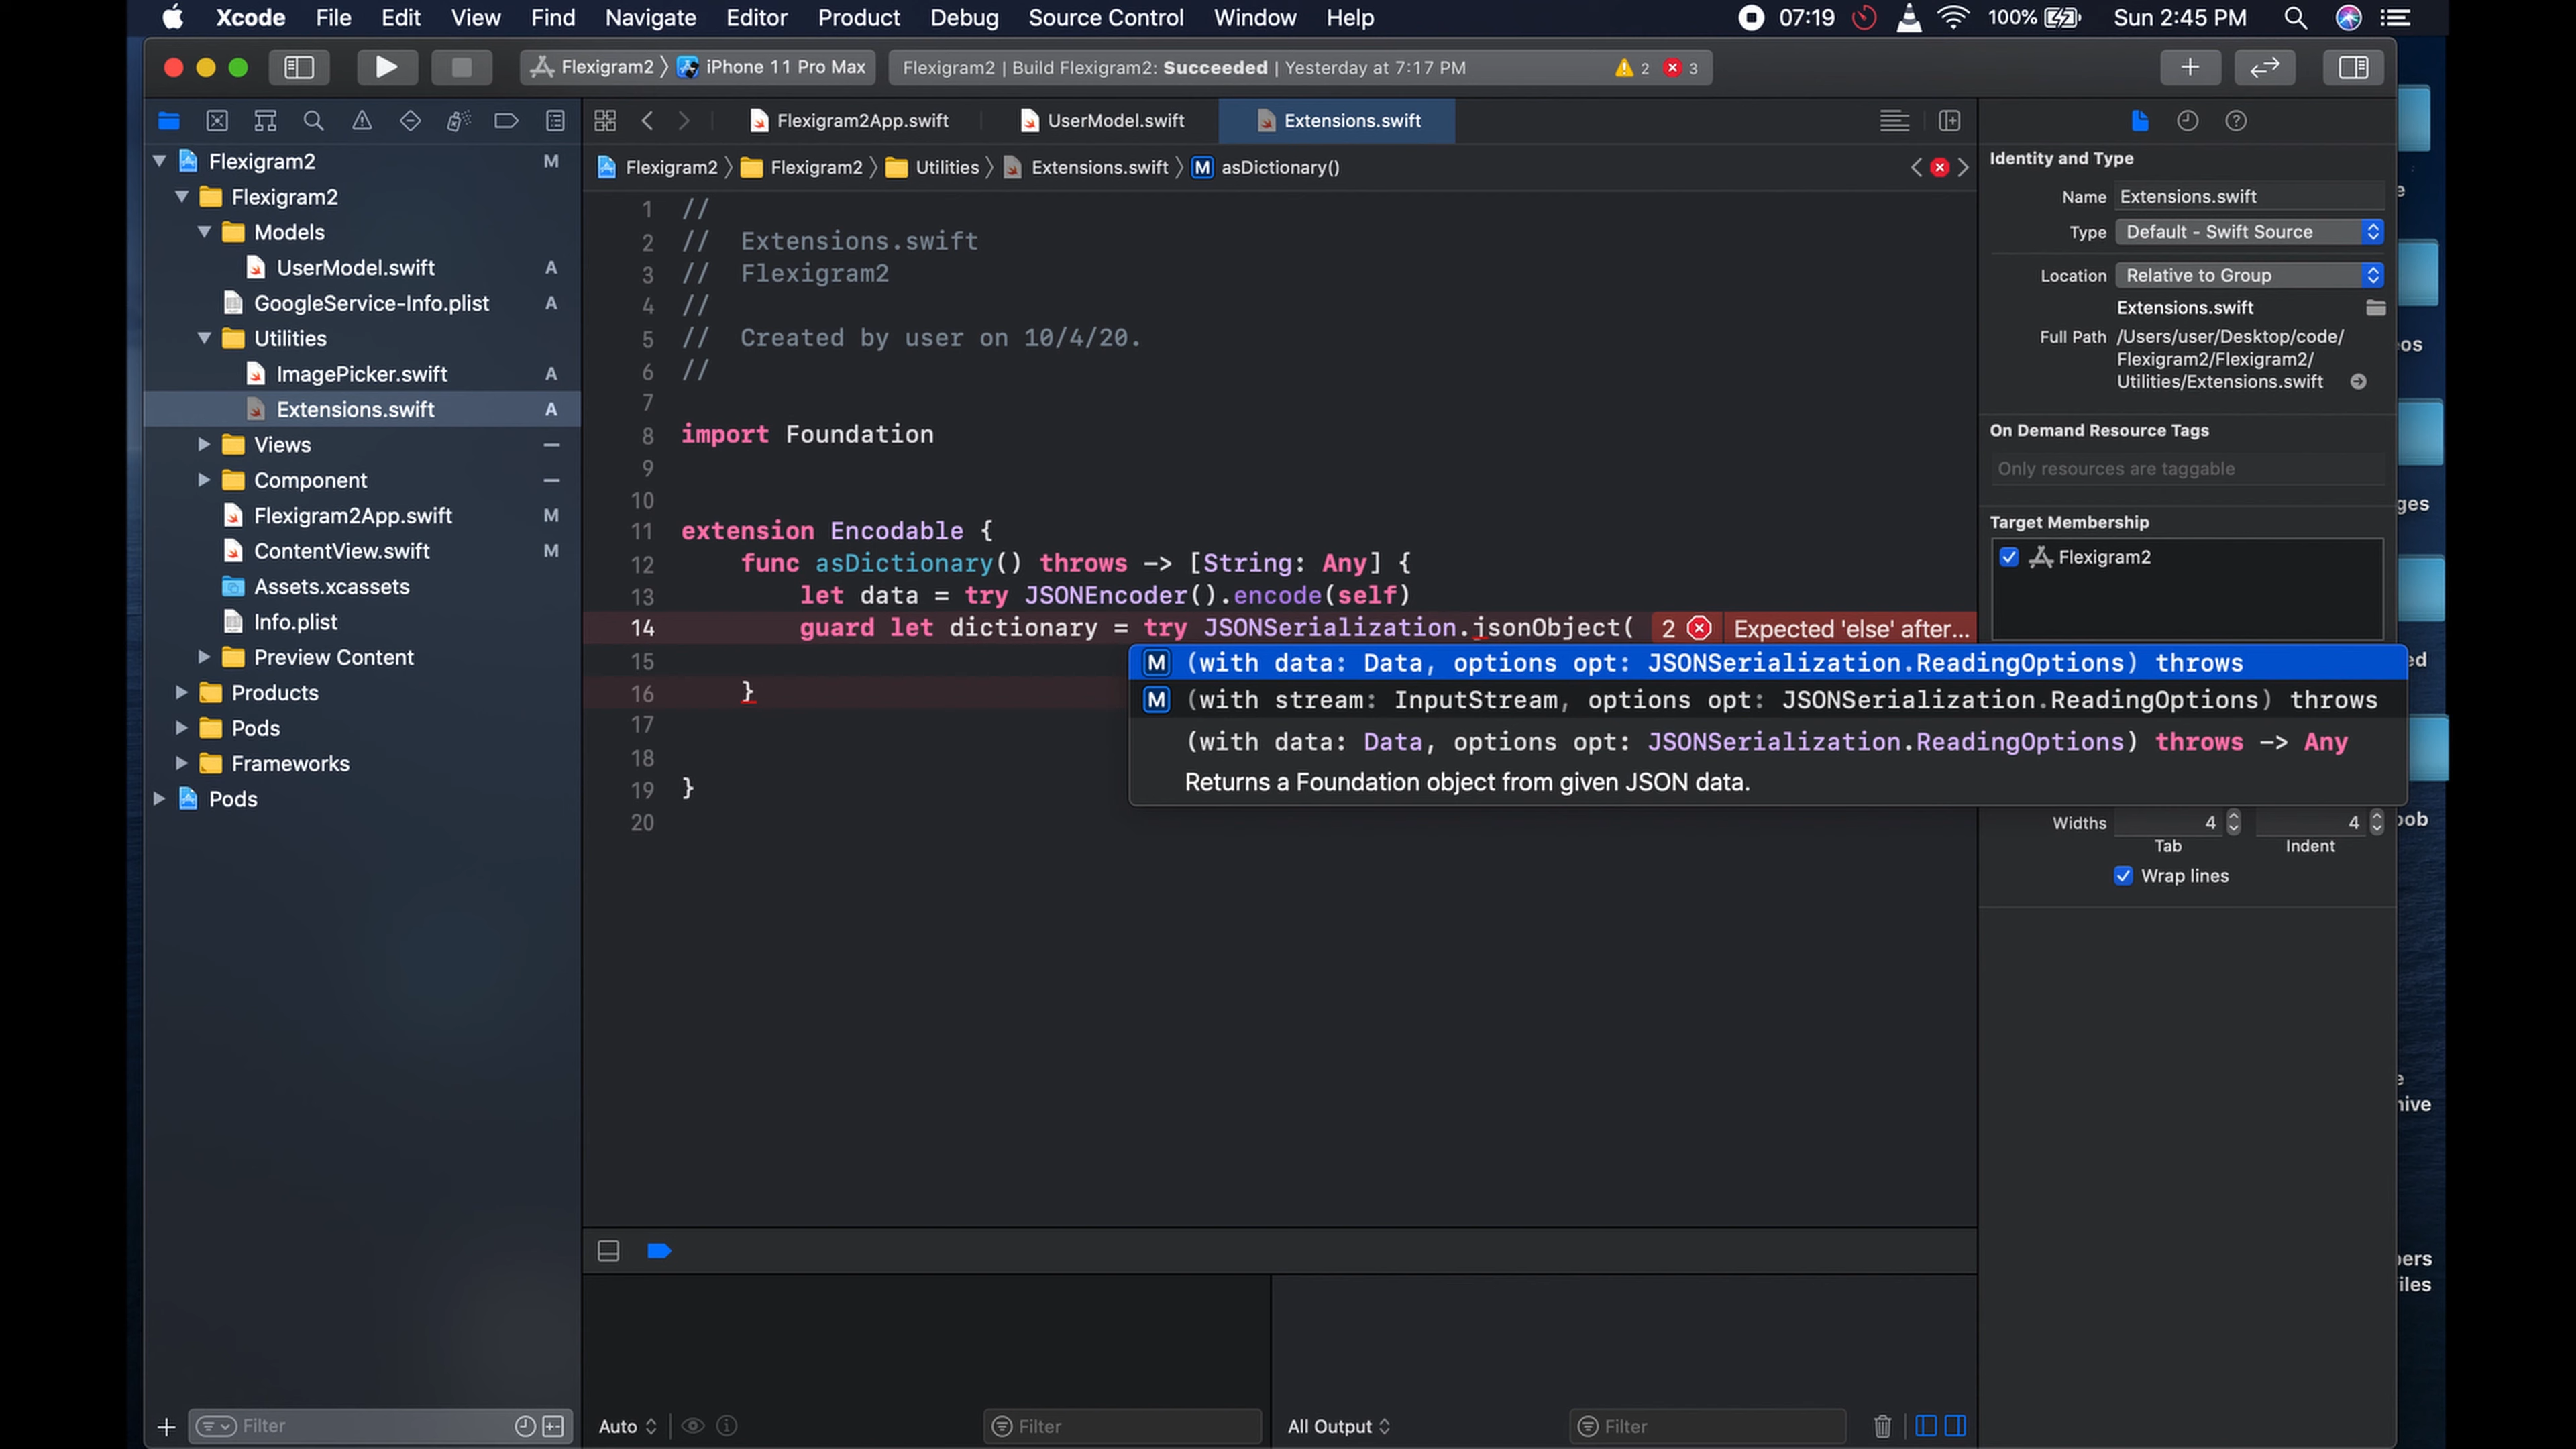 Xcode File Edit View Find Navigate Editor Product Debug Source Control Window Help 07:19 100% Sun 2:45 PM
Flexigram2 iPhone 11 Pro Max Flexigram2 | Build Flexigram2: Succeeded | Yesterday at 7:17 PM 2 3
Flexigram2App.swift UserModel.swift Extensions.swift
Flexigram2 Flexigram2 Utilities Extensions.swift M asDictionary()
Flexigram2 M
Flexigram2
Models
UserModel.swift A
GoogleService-Info.plist A
Utilities
ImagePicker.swift A
Extensions.swift A
Views
Component
Flexigram2App.swift M
ContentView.swift M
Assets.xcassets
Info.plist
Preview Content
Products
Pods
Frameworks
Pods
Filter
1 //
2 // Extensions.swift
3 // Flexigram2
4 //
5 // Created by user on 10/4/20.
6 //
7
8 import Foundation
9
10
11 extension Encodable {
12 func asDictionary() throws -> [String: Any] {
13 let data = try JSONEncoder().encode(self)
14 guard let dictionary = try JSONSerialization.jsonObject( 2 Expected 'else' after...
15
16 }
17
18
19 }
20
M (with data: Data, options opt: JSONSerialization.ReadingOptions) throws
M (with stream: InputStream, options opt: JSONSerialization.ReadingOptions) throws
(with data: Data, options opt: JSONSerialization.ReadingOptions) throws -> Any
Returns a Foundation object from given JSON data.
Auto Filter
All Output Filter
Identity and Type
Name Extensions.swift
Type Default - Swift Source
Location Relative to Group
Extensions.swift
Full Path /Users/user/Desktop/code/
Flexigram2/Flexigram2/
Utilities/Extensions.swift
On Demand Resource Tags
Only resources are taggable
Target Membership
Flexigram2
Widths 4 4
Tab Indent
Wrap lines